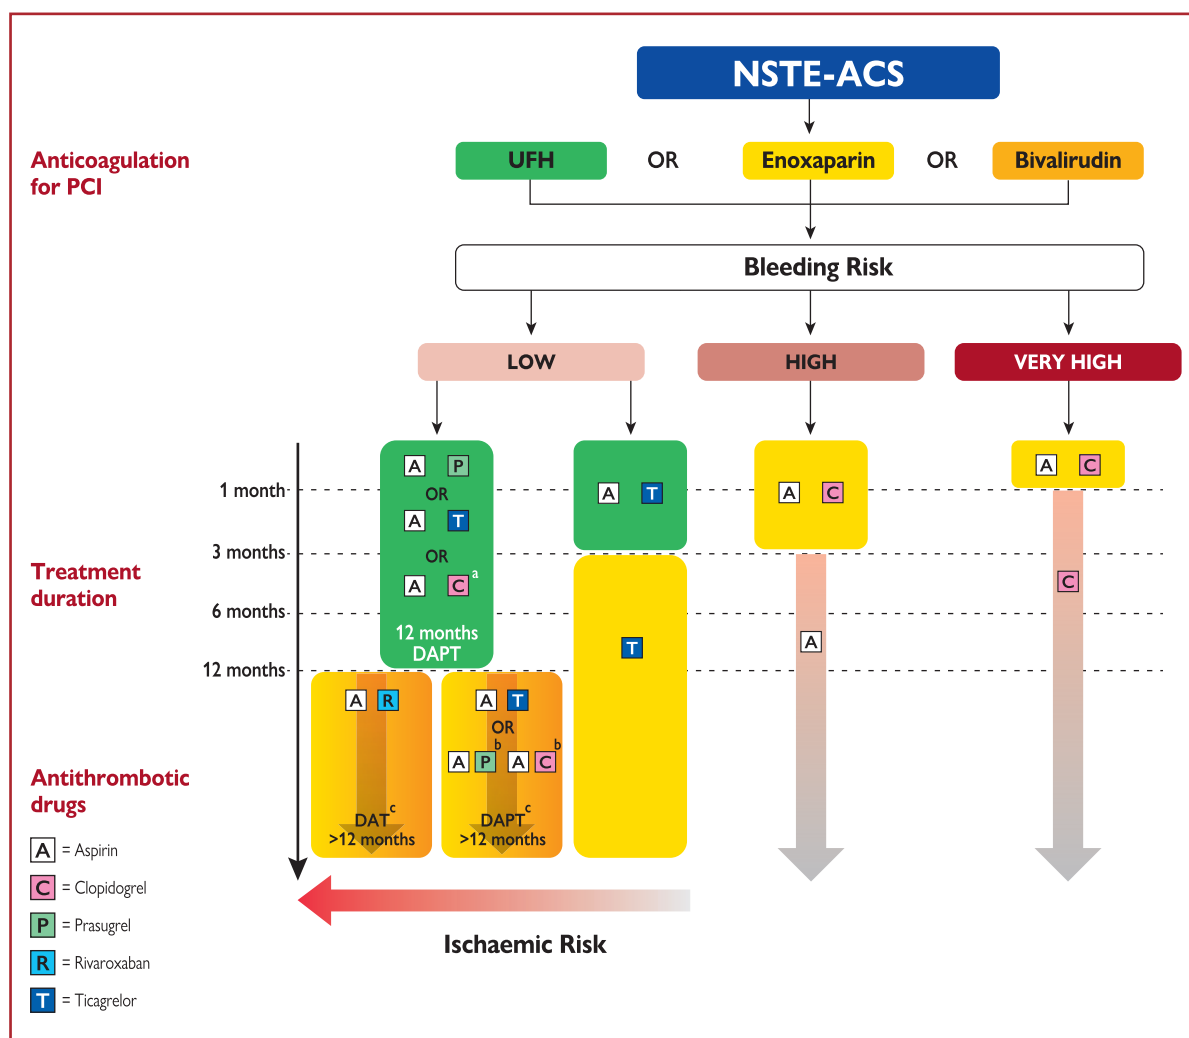 NSTE-ACS
Anticoagulation
for PCI
UFH OR Enoxaparin OR Bivalirudin
Bleeding Risk
LOW HIGH VERY HIGH
A P
A C
1 month
OR
A T
A T
A C
3 months
OR
A C a
C
Treatment
duration
6 months
12 months
DAPT
T
A
12 months
A R
A T
OR
A P b A C b
DAT c
>12 months
DAPT c
>12 months
Antithrombotic
drugs
A = Aspirin
C = Clopidogrel
P = Prasugrel
R = Rivaroxaban
T = Ticagrelor
Ischaemic Risk